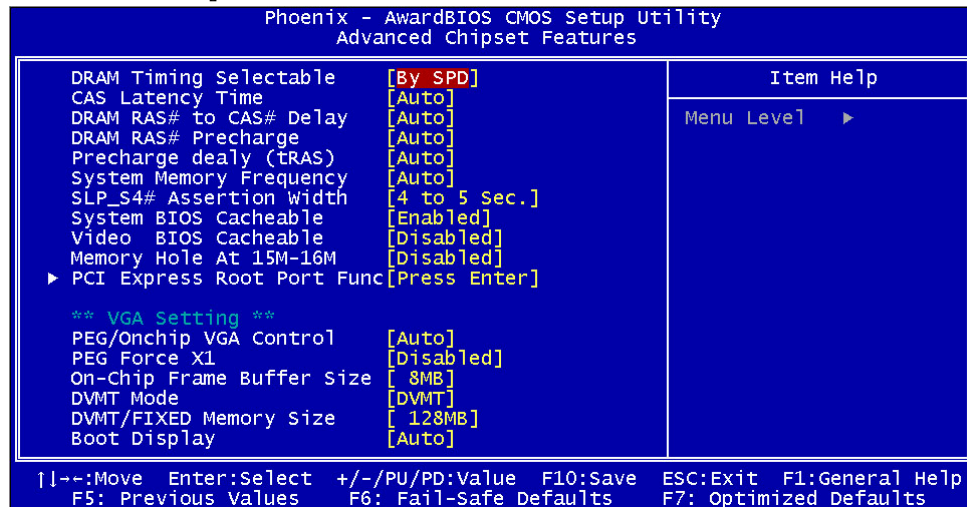 Phoenix - AwardBIOS CMOS Setup Utility
Advanced Chipset Features
DRAM Timing Selectable [By SPD]
CAS Latency Time [Auto]
DRAM RAS# to CAS# Delay [Auto]
DRAM RAS# Precharge [Auto]
Precharge dealy (tRAS) [Auto]
System Memory Frequency [Auto]
SLP_S4# Assertion Width [4 to 5 Sec.]
System BIOS Cacheable [Enabled]
Video BIOS Cacheable [Disabled]
Memory Hole At 15M-16M [Disabled]
► PCI Express Root Port Func[Press Enter]
** VGA Setting **
PEG/Onchip VGA Control [Auto]
PEG Force X1 [Disabled]
On-Chip Frame Buffer Size [ 8MB]
DVMT Mode [DVMT]
DVMT/FIXED Memory Size [ 128MB]
Boot Display [Auto]
Item Help
Menu Level ►
↑↓→←:Move Enter:Select +/-/PU/PD:Value F10:Save ESC:Exit F1:General Help
F5: Previous Values F6: Fail-Safe Defaults F7: Optimized Defaults